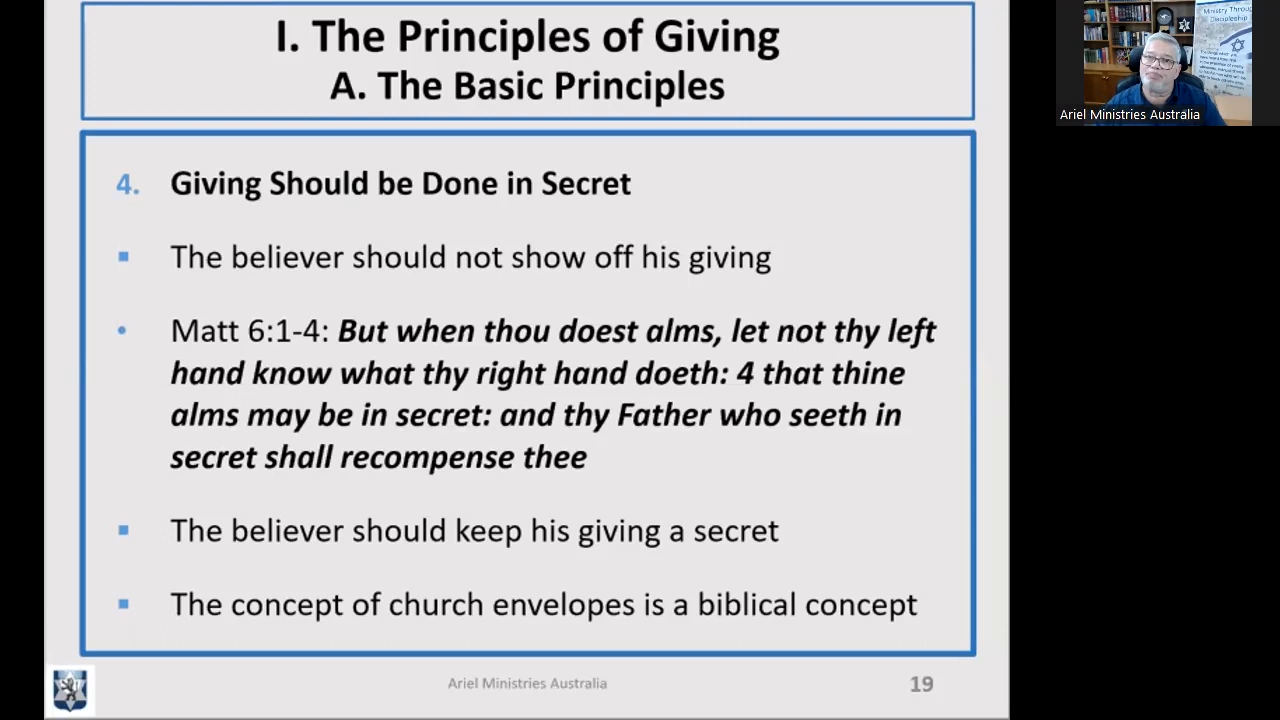 I. The Principles of Giving
A. The Basic Principles
4. Giving Should be Done in Secret
▪ The believer should not show off his giving
• Matt 6:1-4: But when thou doest alms, let not thy left
hand know what thy right hand doeth: 4 that thine
alms may be in secret: and thy Father who seeth in
secret shall recompense thee
▪ The believer should keep his giving a secret
▪ The concept of church envelopes is a biblical concept
Ariel Ministries Australia
19
Ministry Through
Discipleship
Ariel Ministries Australia